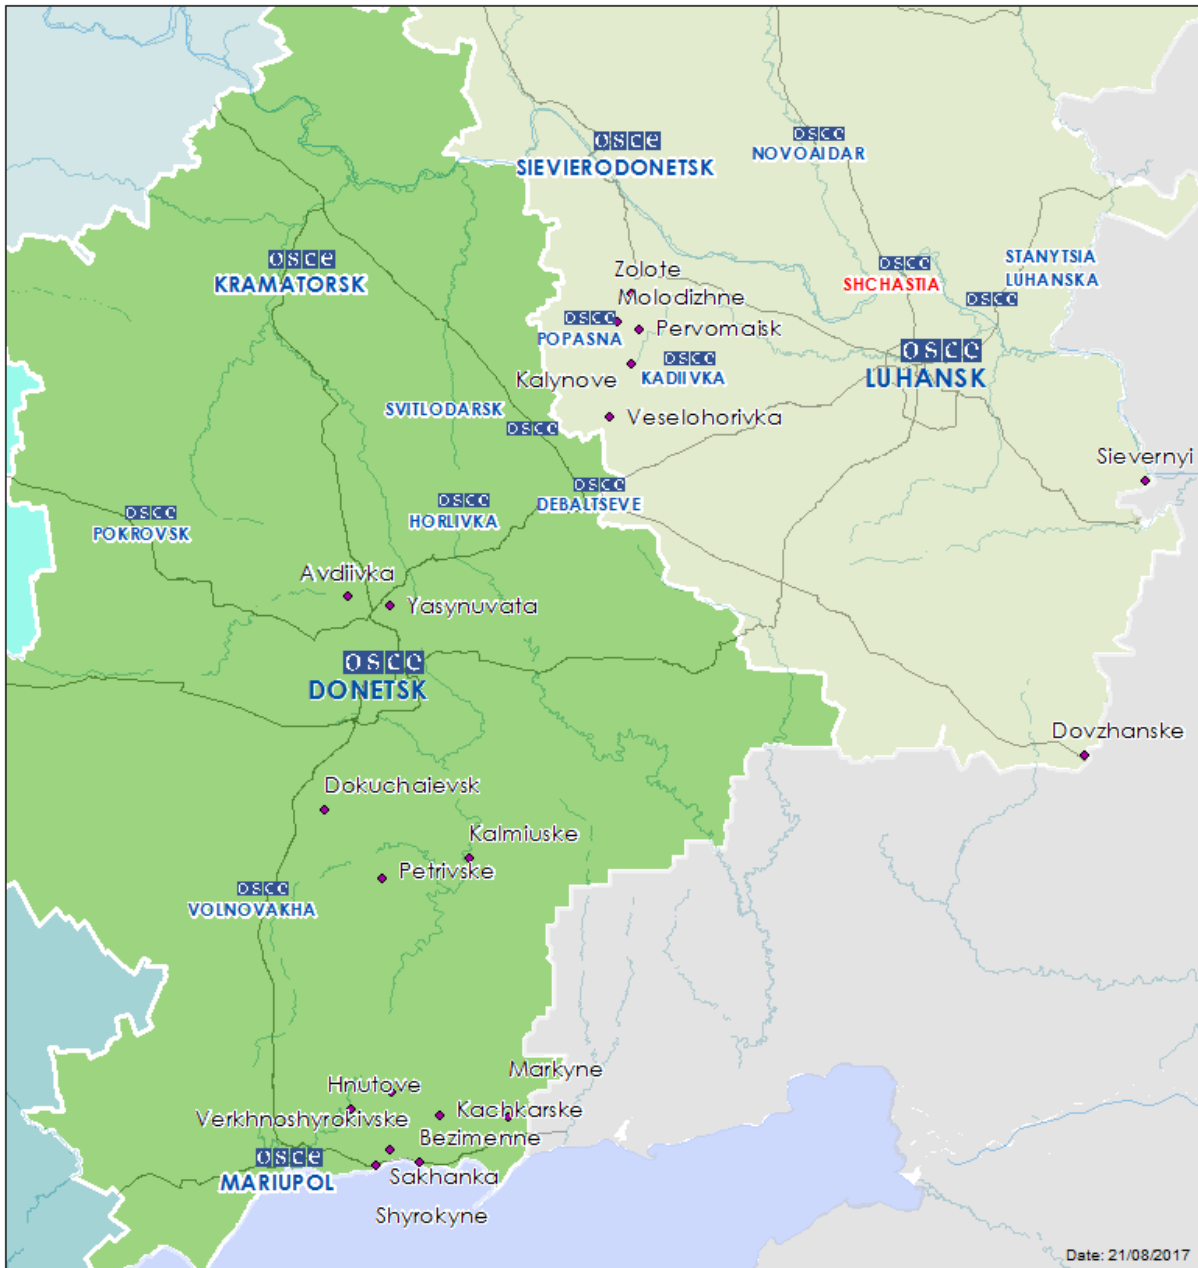 osce
SIEVIERODONETSK
osce
NOVOAIDAR
osce
KRAMATORSK
Zolote
Molodizhne
osce
POPASNA
Pervomaisk
osce
KADIIVKA
Kalynove
Veselohorivka
osce
SHCHASTIA
STANYTSIA
LUHANSKA
osce
osce
LUHANSK
SVITLODARSK
osce
Sievernyi
osce
POKROVSK
osce
HORLIVKA
osce
DEBALTSEVE
Avdiivka
Yasynuvata
osce
DONETSK
Dovzhanske
Dokuchaievsk
Kalmiuske
Petrivske
osce
VOLNOVAKHA
Markyne
Hnutove
Kachkarske
Verkhnoshyrokivske
Bezimenne
osce
MARIUPOL
Sakhanka
Shyrokyne
Date: 21/08/2017